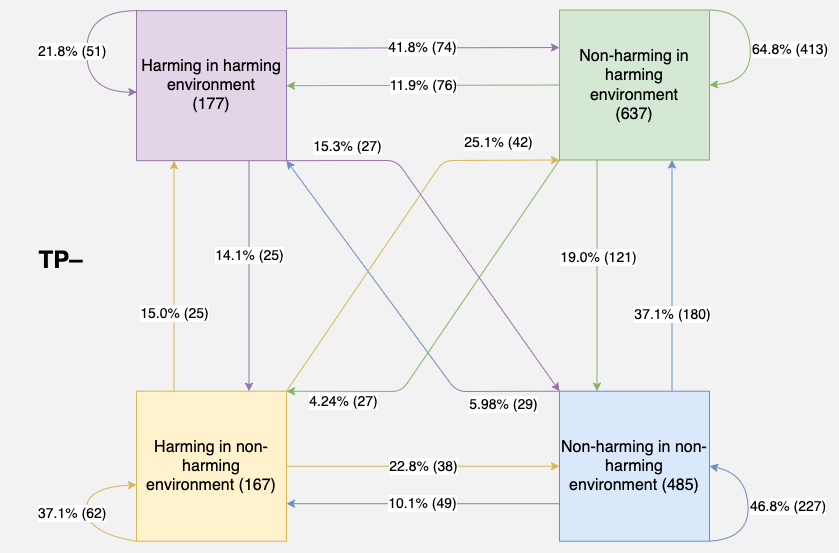 21.8% (51)
Harming in harming
environment
(177)
41.8% (74)
11.9% (76)
Non-harming in
harming
environment
(637)
64.8% (413)
15.3% (27)
25.1% (42)
TP–
14.1% (25)
19.0% (121)
15.0% (25)
37.1% (180)
4.24% (27)
5.98% (29)
Harming in non-
harming
environment (167)
22.8% (38)
10.1% (49)
Non-harming in non-
harming
environment (485)
37.1% (62)
46.8% (227)